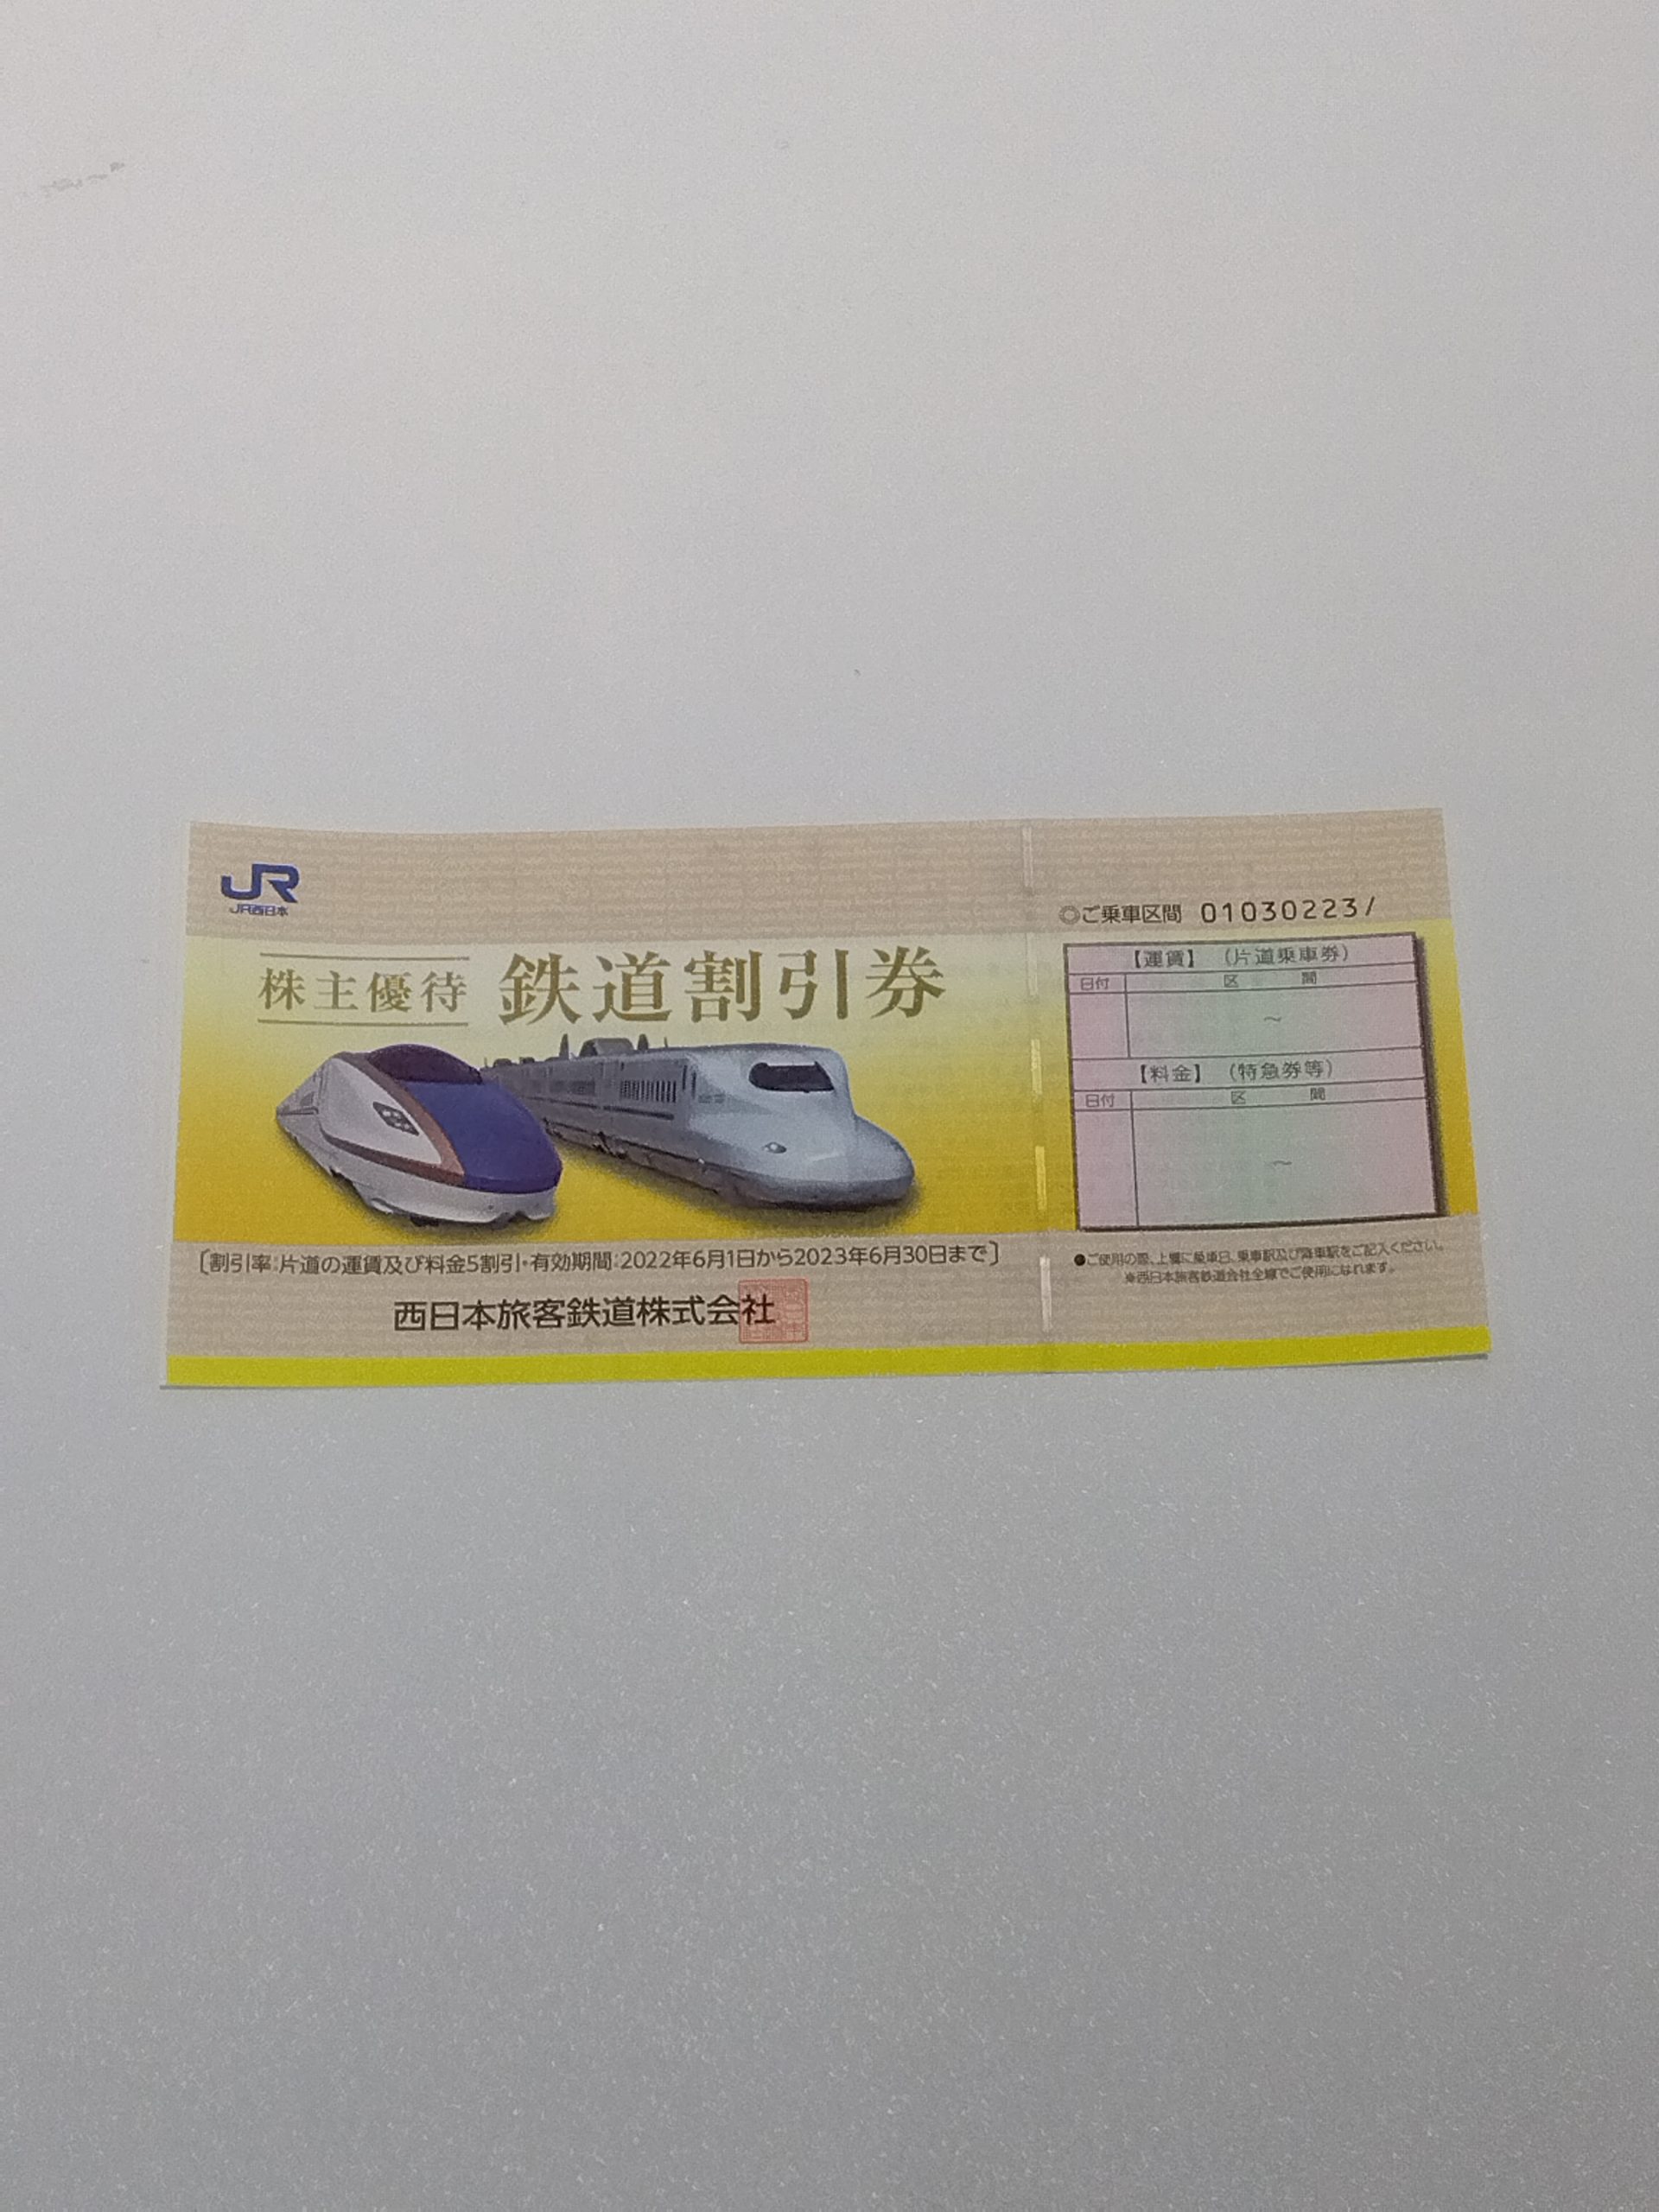 JR
JR西日本
株主優待 鉄道割引券
〔割引率:片道の運賃及び料金5割引・有効期間:2022年6月1日から2023年6月30日まで〕
西日本旅客鉄道株式会社
◎ご乗車区間 01030223/
【運賃】(片道乗車券)
日付 区間
～
【料金】(特急券等)
日付 区間
～
●ご使用の際、上欄に乗車日、乗車駅及び降車駅をご記入ください。
※西日本旅客鉄道会社全線でご使用になれます。